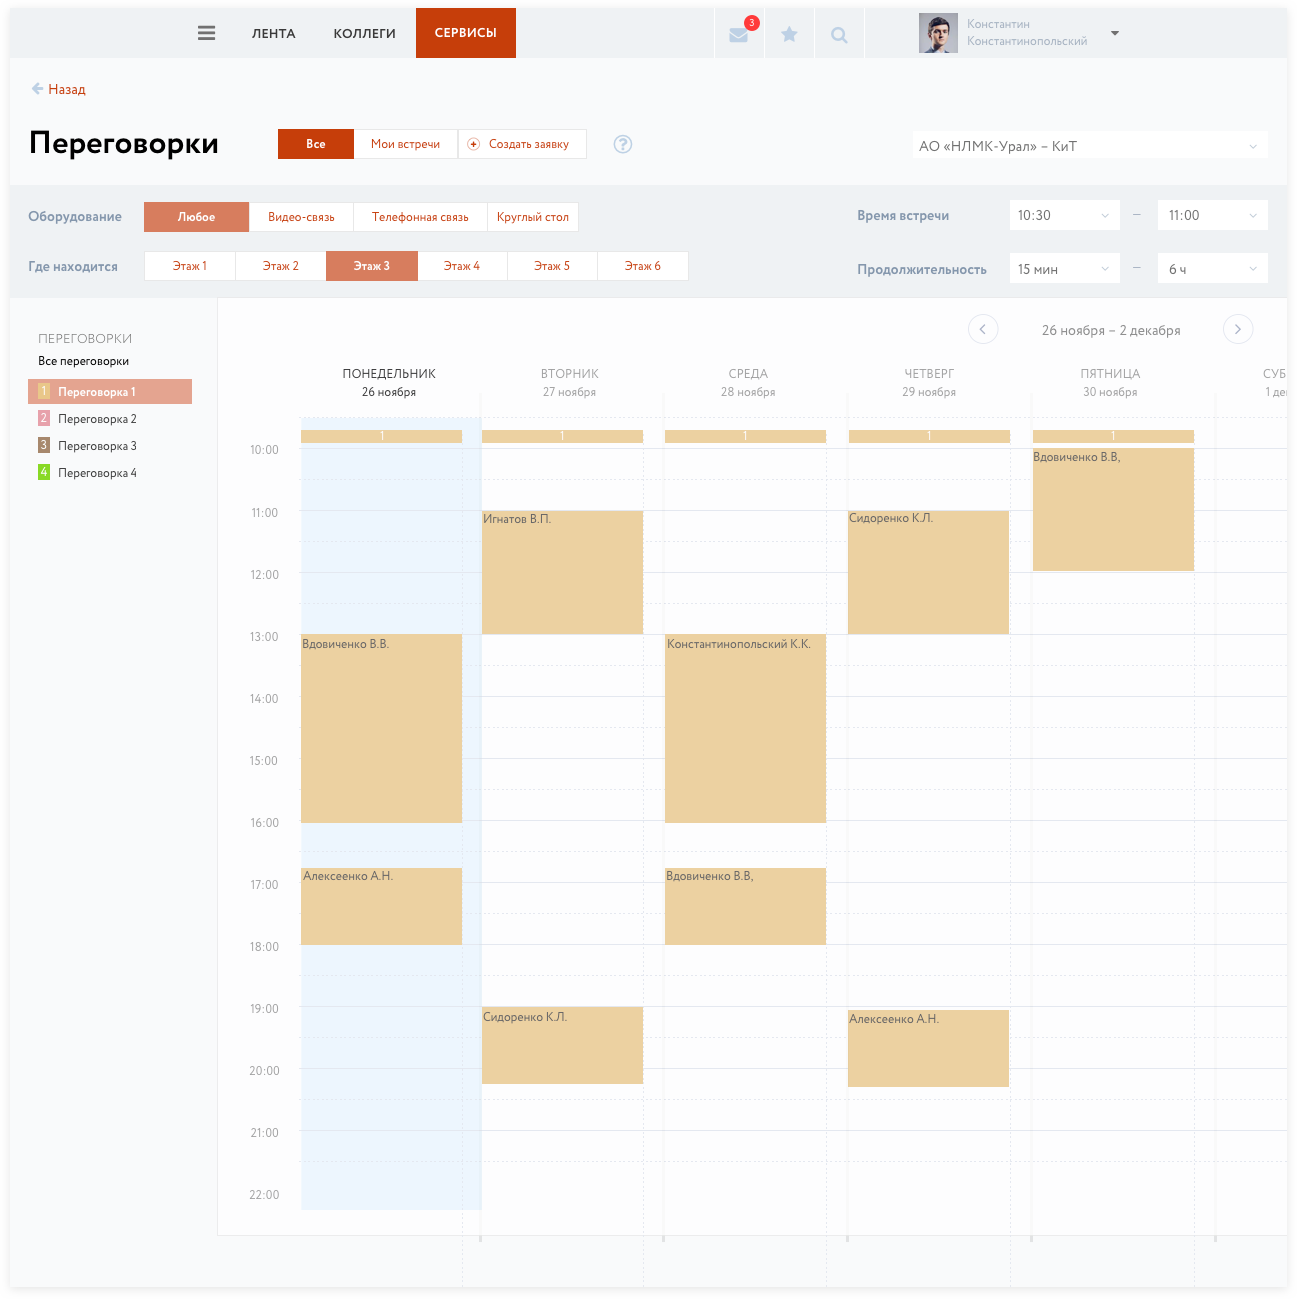 ЛЕНТА КОЛЛЕГИ СЕРВИСЫ 3 Константин
Константинопольский
Назад
Переговорки Все Мои встречи Создать заявку ? АО «НЛМК-Урал» – КиТ
Оборудование Любое Видео-связь Телефонная связь Круглый стол Время встречи 10:30 – 11:00
Где находится Этаж 1 Этаж 2 Этаж 3 Этаж 4 Этаж 5 Этаж 6 Продолжительность 15 мин – 6 ч
ПЕРЕГОВОРКИ
Все переговорки
1 Переговорка 1
2 Переговорка 2
3 Переговорка 3
4 Переговорка 4
26 ноября – 2 декабря
ПОНЕДЕЛЬНИК ВТОРНИК СРЕДА ЧЕТВЕРГ ПЯТНИЦА СУБ
26 ноября 27 ноября 28 ноября 29 ноября 30 ноября 1 де
1 1 1 1 1
10:00 Вдовиченко В.В,
11:00 Игнатов В.П. Сидоренко К.Л.
12:00
13:00 Вдовиченко В.В. Константинопольский К.К.
14:00
15:00
16:00
17:00 Алексеенко А.Н. Вдовиченко В.В,
18:00
19:00 Сидоренко К.Л. Алексеенко А.Н.
20:00
21:00
22:00